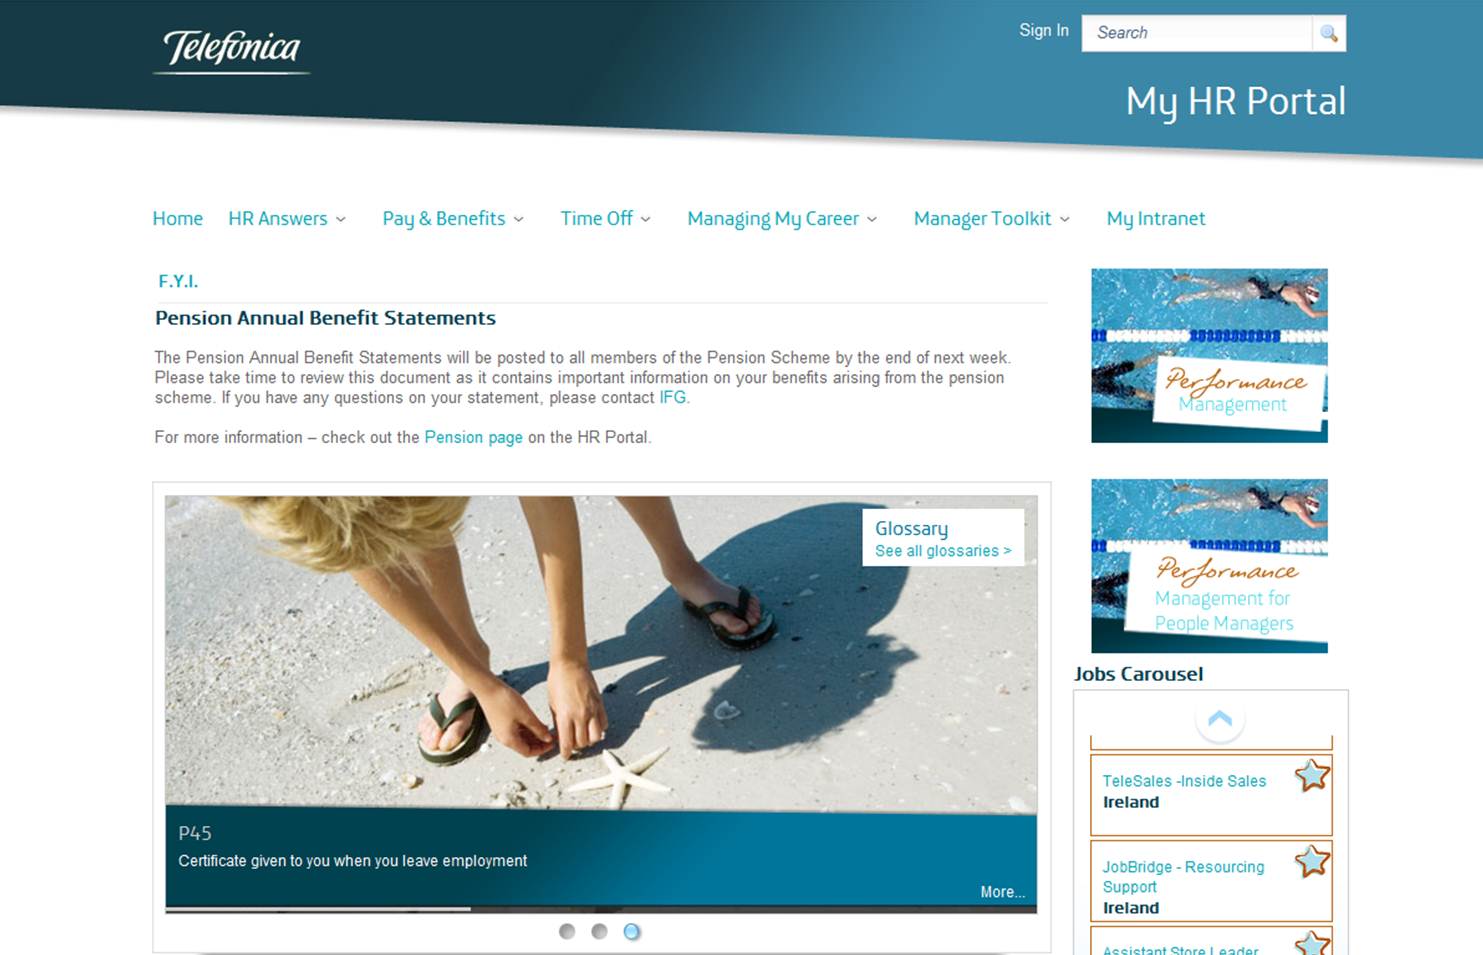 Telefónica
Sign In
Search
My HR Portal
Home
HR Answers
Pay & Benefits
Time Off
Managing My Career
Manager Toolkit
My Intranet
F.Y.I.
Pension Annual Benefit Statements
The Pension Annual Benefit Statements will be posted to all members of the Pension Scheme by the end of next week.
Please take time to review this document as it contains important information on your benefits arising from the pension
scheme. If you have any questions on your statement, please contact IFG.
For more information – check out the Pension page on the HR Portal.
Glossary
See all glossaries >
P45
Certificate given to you when you leave employment
More...
Performance
Management
Performance
Management for
People Managers
Jobs Carousel
TeleSales -Inside Sales
Ireland
JobBridge - Resourcing
Support
Ireland
Assistant Store Leader